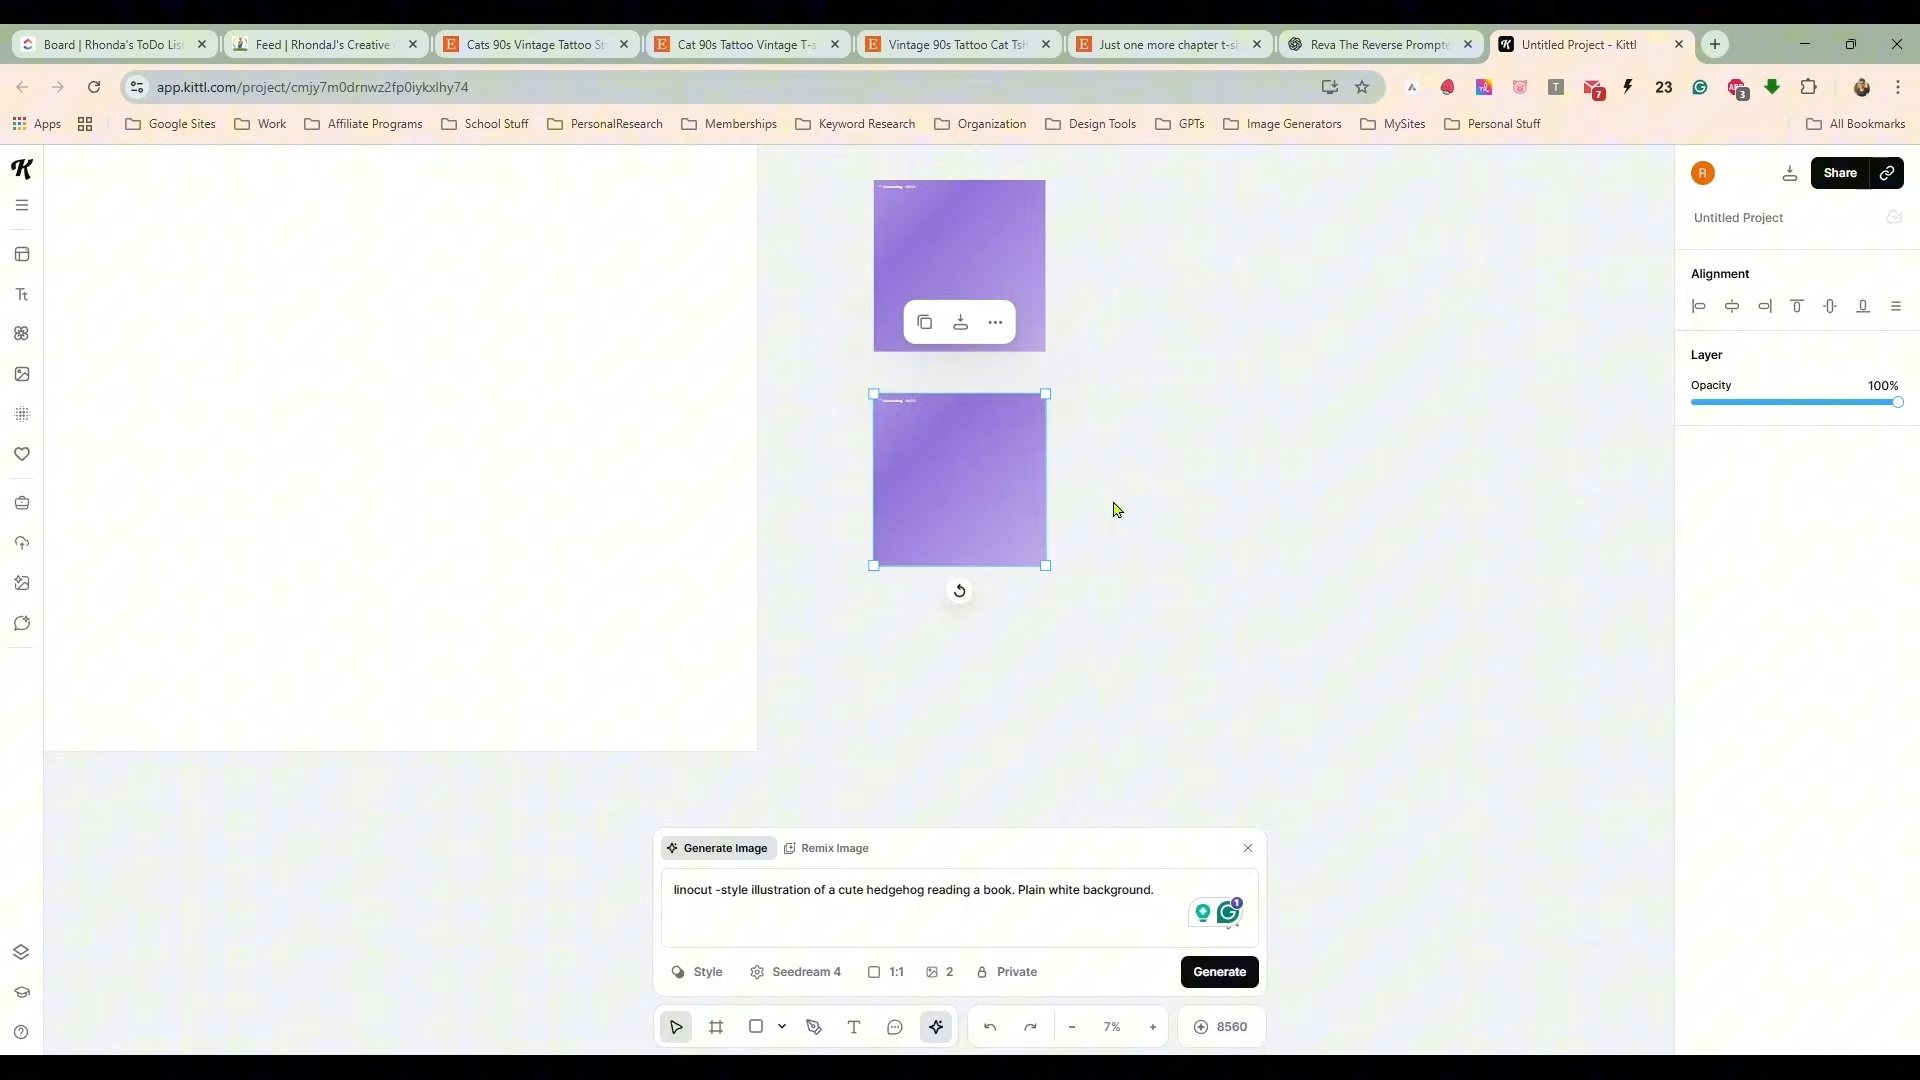 Board | Rhonda's ToDo Lis
Feed | RhondaJ's Creative
Cats 90s Vintage Tattoo St
Cat 90s Tattoo Vintage T-s
Vintage 90s Tattoo Cat Tsh
Just one more chapter t-sh
Reva The Reverse Prompte
Untitled Project - Kittl
app.kittl.com/project/cmjy7m0drnwz2fp0iykxlhy74
7
23
3
Apps
Google Sites
Work
Affiliate Programs
School Stuff
PersonalResearch
Memberships
Keyword Research
Organization
Design Tools
GPTs
Image Generators
MySites
Personal Stuff
All Bookmarks
R
Share
Untitled Project
Alignment
Layer
Opacity
100%
Generate Image
Remix Image
linocut -style illustration of a cute hedgehog reading a book. Plain white background.
1
Style
Seedream 4
1:1
2
Private
Generate
7%
8560